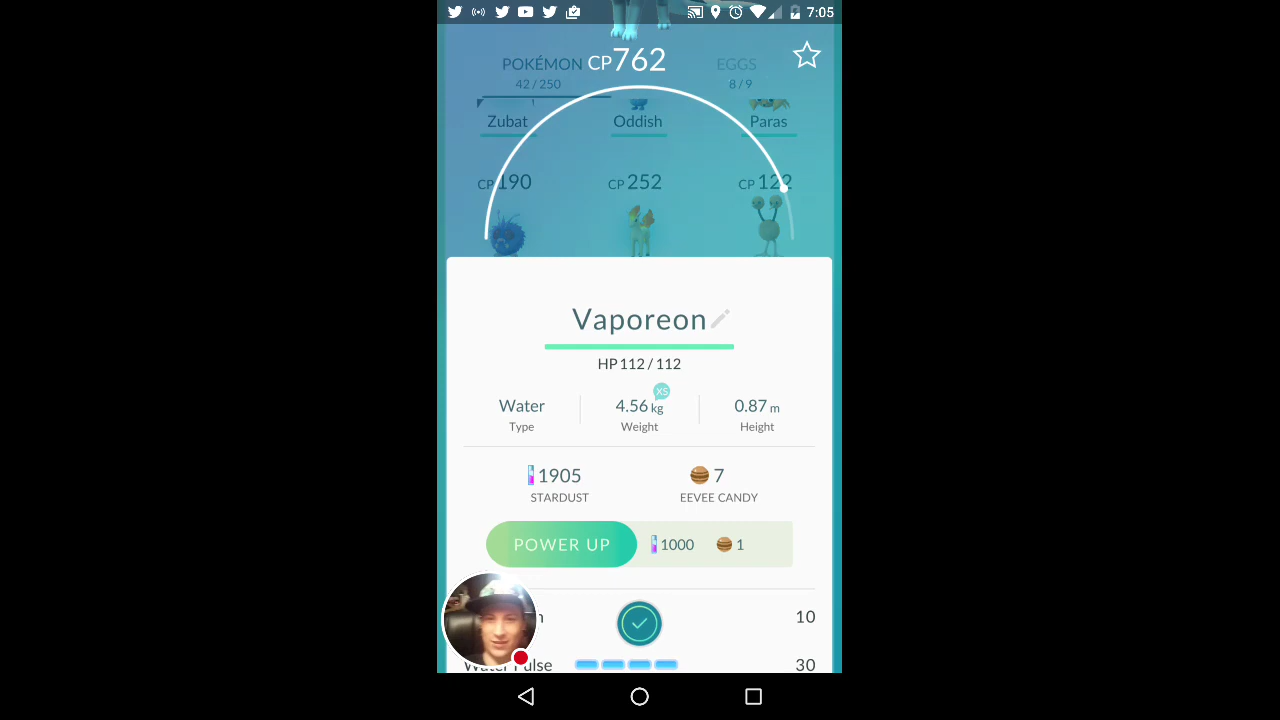 7:05
POKÉMON CP762 EGGS
42/250 8/9
Zubat Oddish Paras
CP190 CP252 CP122
Vaporeon
HP 112 / 112
XS
Water 4.56 kg 0.87 m
Type Weight Height
1905 7
STARDUST EEVEE CANDY
POWER UP 1000 1
10
Water Pulse 30